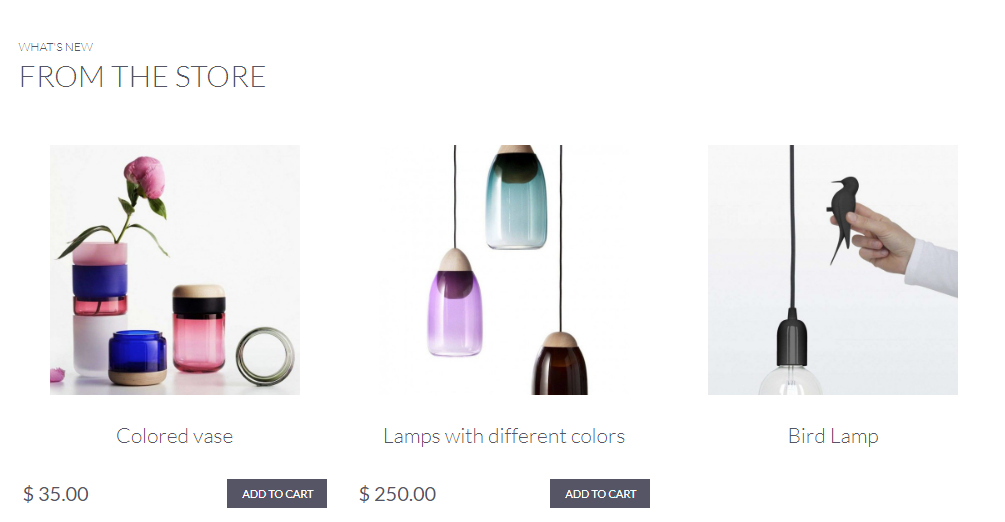 WHAT'S NEW
FROM THE STORE
Colored vase
Lamps with different colors
Bird Lamp
$ 35.00
ADD TO CART
$ 250.00
ADD TO CART